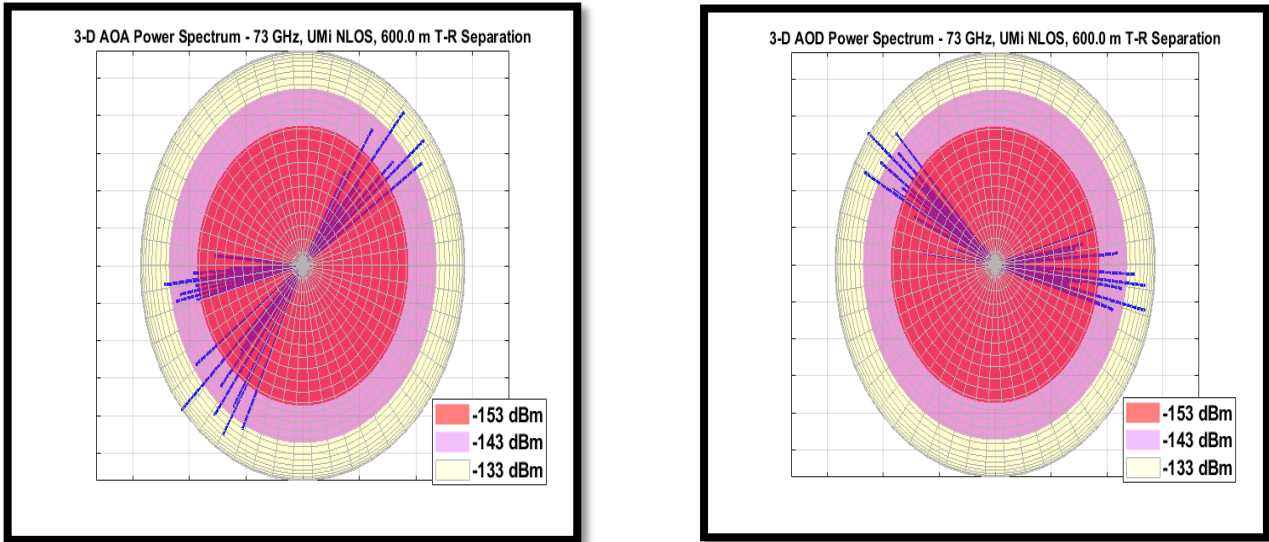 3-D AOA Power Spectrum - 73 GHz, UMi NLOS, 600.0 m T-R Separation
-153 dBm
-143 dBm
-133 dBm
3-D AOD Power Spectrum - 73 GHz, UMi NLOS, 600.0 m T-R Separation
-153 dBm
-143 dBm
-133 dBm